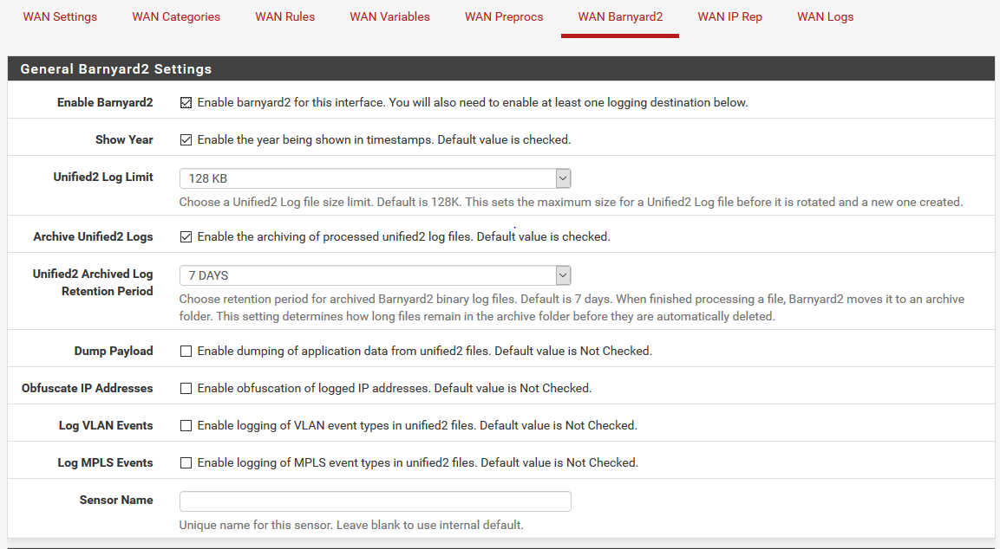 WAN Settings WAN Categories WAN Rules WAN Variables WAN Preprocs WAN Barnyard2 WAN IP Rep WAN Logs
General Barnyard2 Settings
Enable Barnyard2 Enable barnyard2 for this interface. You will also need to enable at least one logging destination below.
Show Year Enable the year being shown in timestamps. Default value is checked.
Unified2 Log Limit 128 KB
Choose a Unified2 Log file size limit. Default is 128K. This sets the maximum size for a Unified2 Log file before it is rotated and a new one created.
Archive Unified2 Logs Enable the archiving of processed unified2 log files. Default value is checked.
Unified2 Archived Log
Retention Period
7 DAYS
Choose retention period for archived Barnyard2 binary log files. Default is 7 days. When finished processing a file, Barnyard2 moves it to an archive
folder. This setting determines how long files remain in the archive folder before they are automatically deleted.
Dump Payload Enable dumping of application data from unified2 files. Default value is Not Checked.
Obfuscate IP Addresses Enable obfuscation of logged IP addresses. Default value is Not Checked.
Log VLAN Events Enable logging of VLAN event types in unified2 files. Default value is Not Checked.
Log MPLS Events Enable logging of MPLS event types in unified2 files. Default value is Not Checked.
Sensor Name
Unique name for this sensor. Leave blank to use internal default.